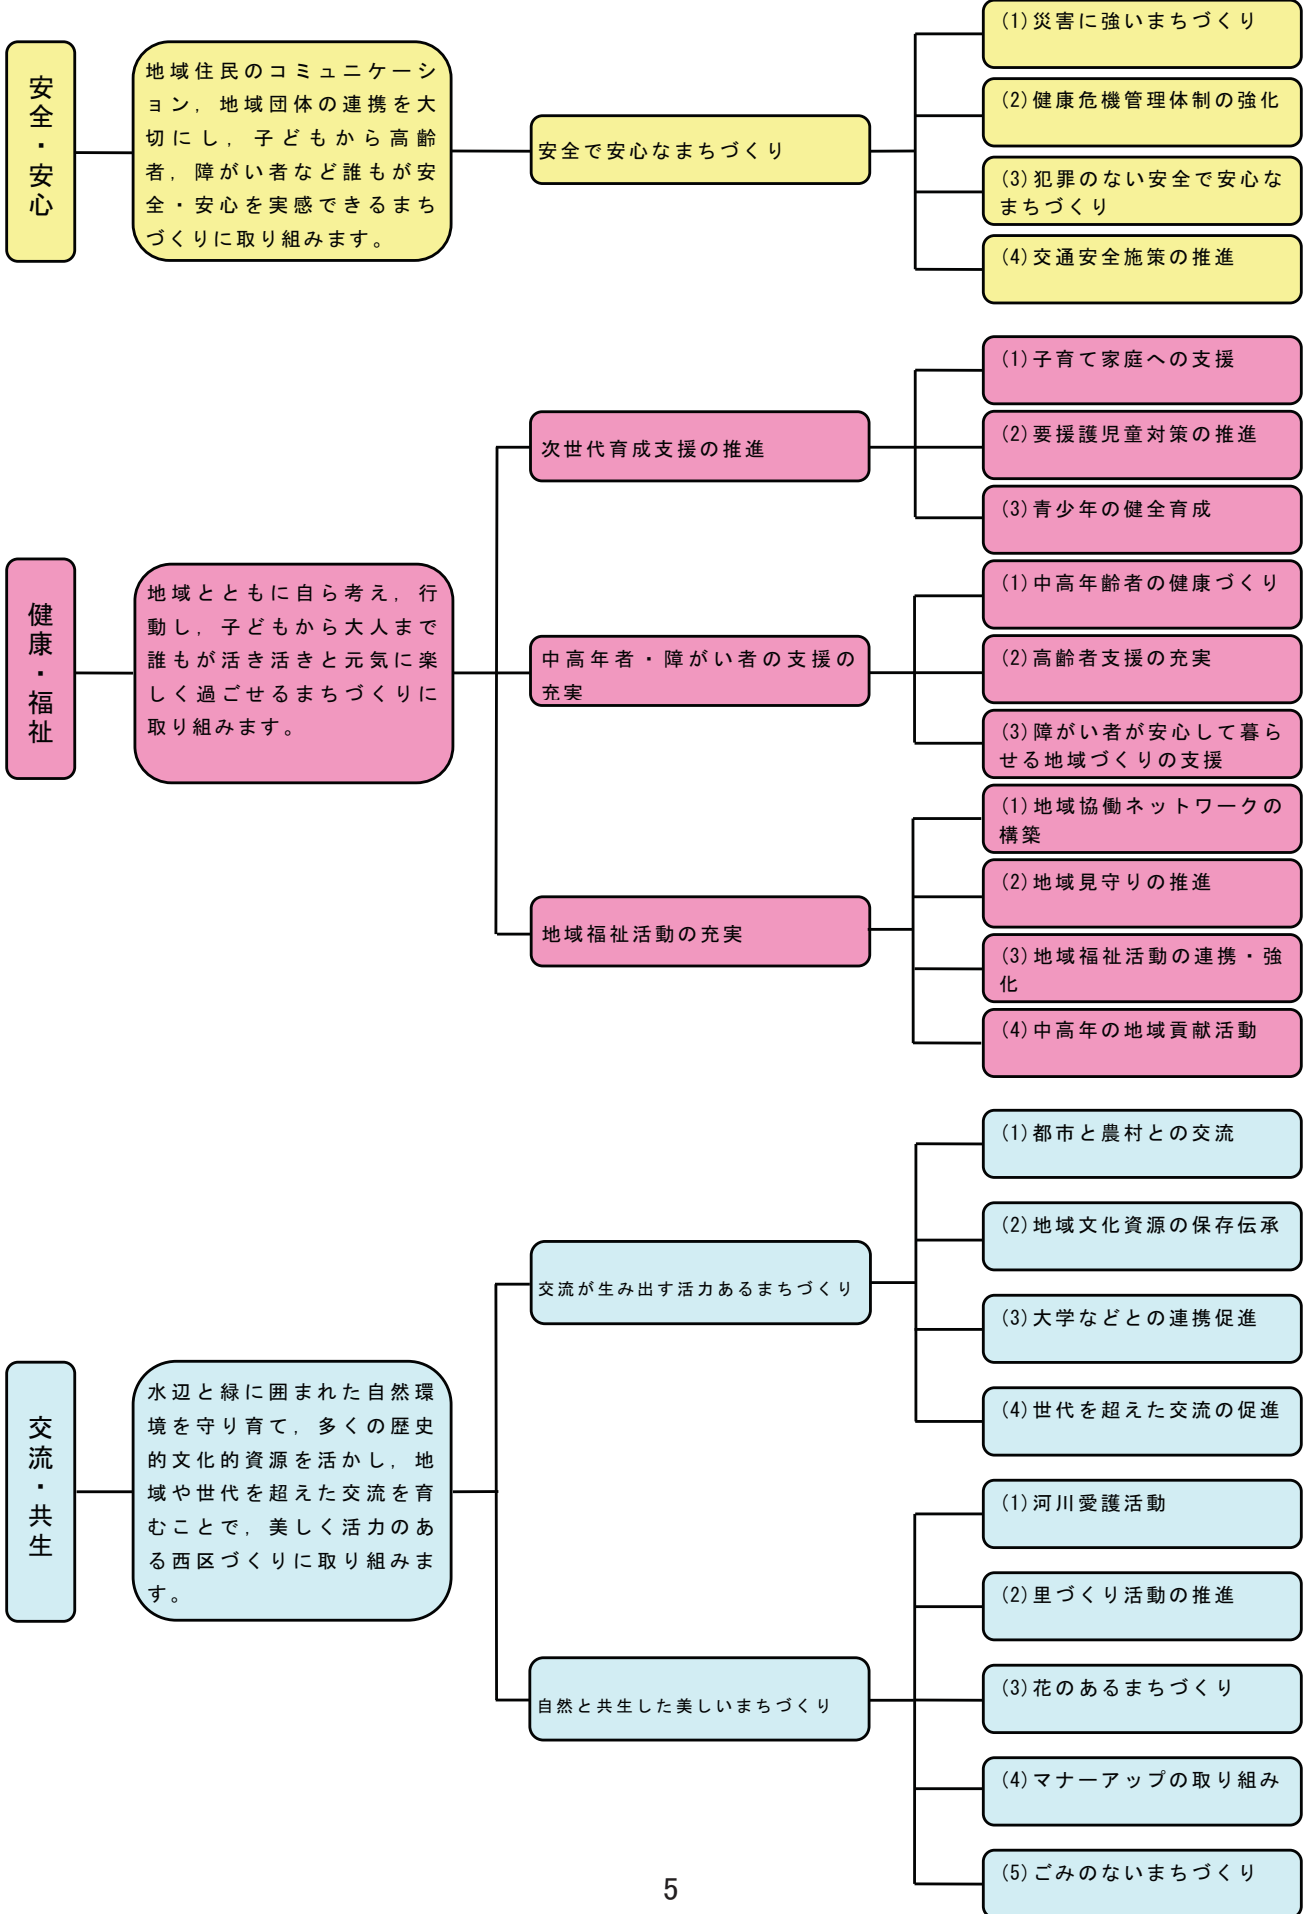 安全・安心
地域住民のコミュニケーシ
ョン，地域団体の連携を大
切にし，子どもから高齢
者，障がい者など誰もが安
全・安心を実感できるまち
づくりに取り組みます。
安全で安心なまちづくり
(1)災害に強いまちづくり
(2)健康危機管理体制の強化
(3)犯罪のない安全で安心な
まちづくり
(4)交通安全施策の推進
健康・福祉
地域とともに自ら考え，行
動し，子どもから大人まで
誰もが活き活きと元気に楽
しく過ごせるまちづくりに
取り組みます。
次世代育成支援の推進
(1)子育て家庭への支援
(2)要援護児童対策の推進
(3)青少年の健全育成
中高年者・障がい者の支援の
充実
(1)中高年齢者の健康づくり
(2)高齢者支援の充実
(3)障がい者が安心して暮ら
せる地域づくりの支援
地域福祉活動の充実
(1)地域協働ネットワークの
構築
(2)地域見守りの推進
(3)地域福祉活動の連携・強
化
(4)中高年の地域貢献活動
交流・共生
水辺と緑に囲まれた自然環
境を守り育て，多くの歴史
的文化的資源を活かし，地
域や世代を超えた交流を育
むことで，美しく活力のあ
る西区づくりに取り組みま
す。
交流が生み出す活力あるまちづくり
(1)都市と農村との交流
(2)地域文化資源の保存伝承
(3)大学などとの連携促進
(4)世代を超えた交流の促進
自然と共生した美しいまちづくり
(1)河川愛護活動
(2)里づくり活動の推進
(3)花のあるまちづくり
(4)マナーアップの取り組み
(5)ごみのないまちづくり
5